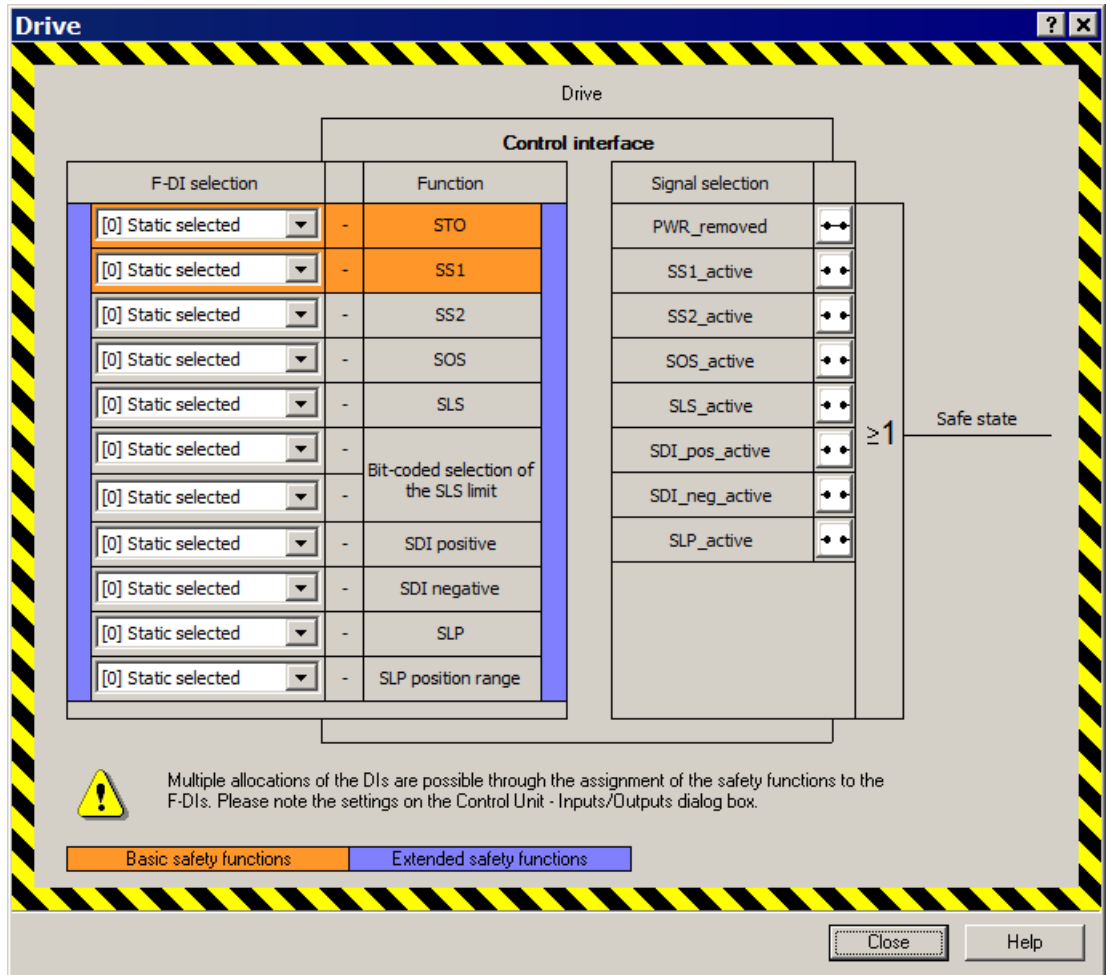 Drive
Drive
Control interface
F-DI selection
Function
Signal selection
[0] Static selected - STO
[0] Static selected - SS1
[0] Static selected - SS2
[0] Static selected - SOS
[0] Static selected - SLS
[0] Static selected -
[0] Static selected -
Bit-coded selection of
the SLS limit
[0] Static selected - SDI positive
[0] Static selected - SDI negative
[0] Static selected - SLP
[0] Static selected - SLP position range
PWR_removed
SS1_active
SS2_active
SOS_active
SLS_active
SDI_pos_active
SDI_neg_active
SLP_active
≥1
Safe state
Multiple allocations of the DIs are possible through the assignment of the safety functions to the
F-DIs. Please note the settings on the Control Unit - Inputs/Outputs dialog box.
Basic safety functions
Extended safety functions
Close
Help